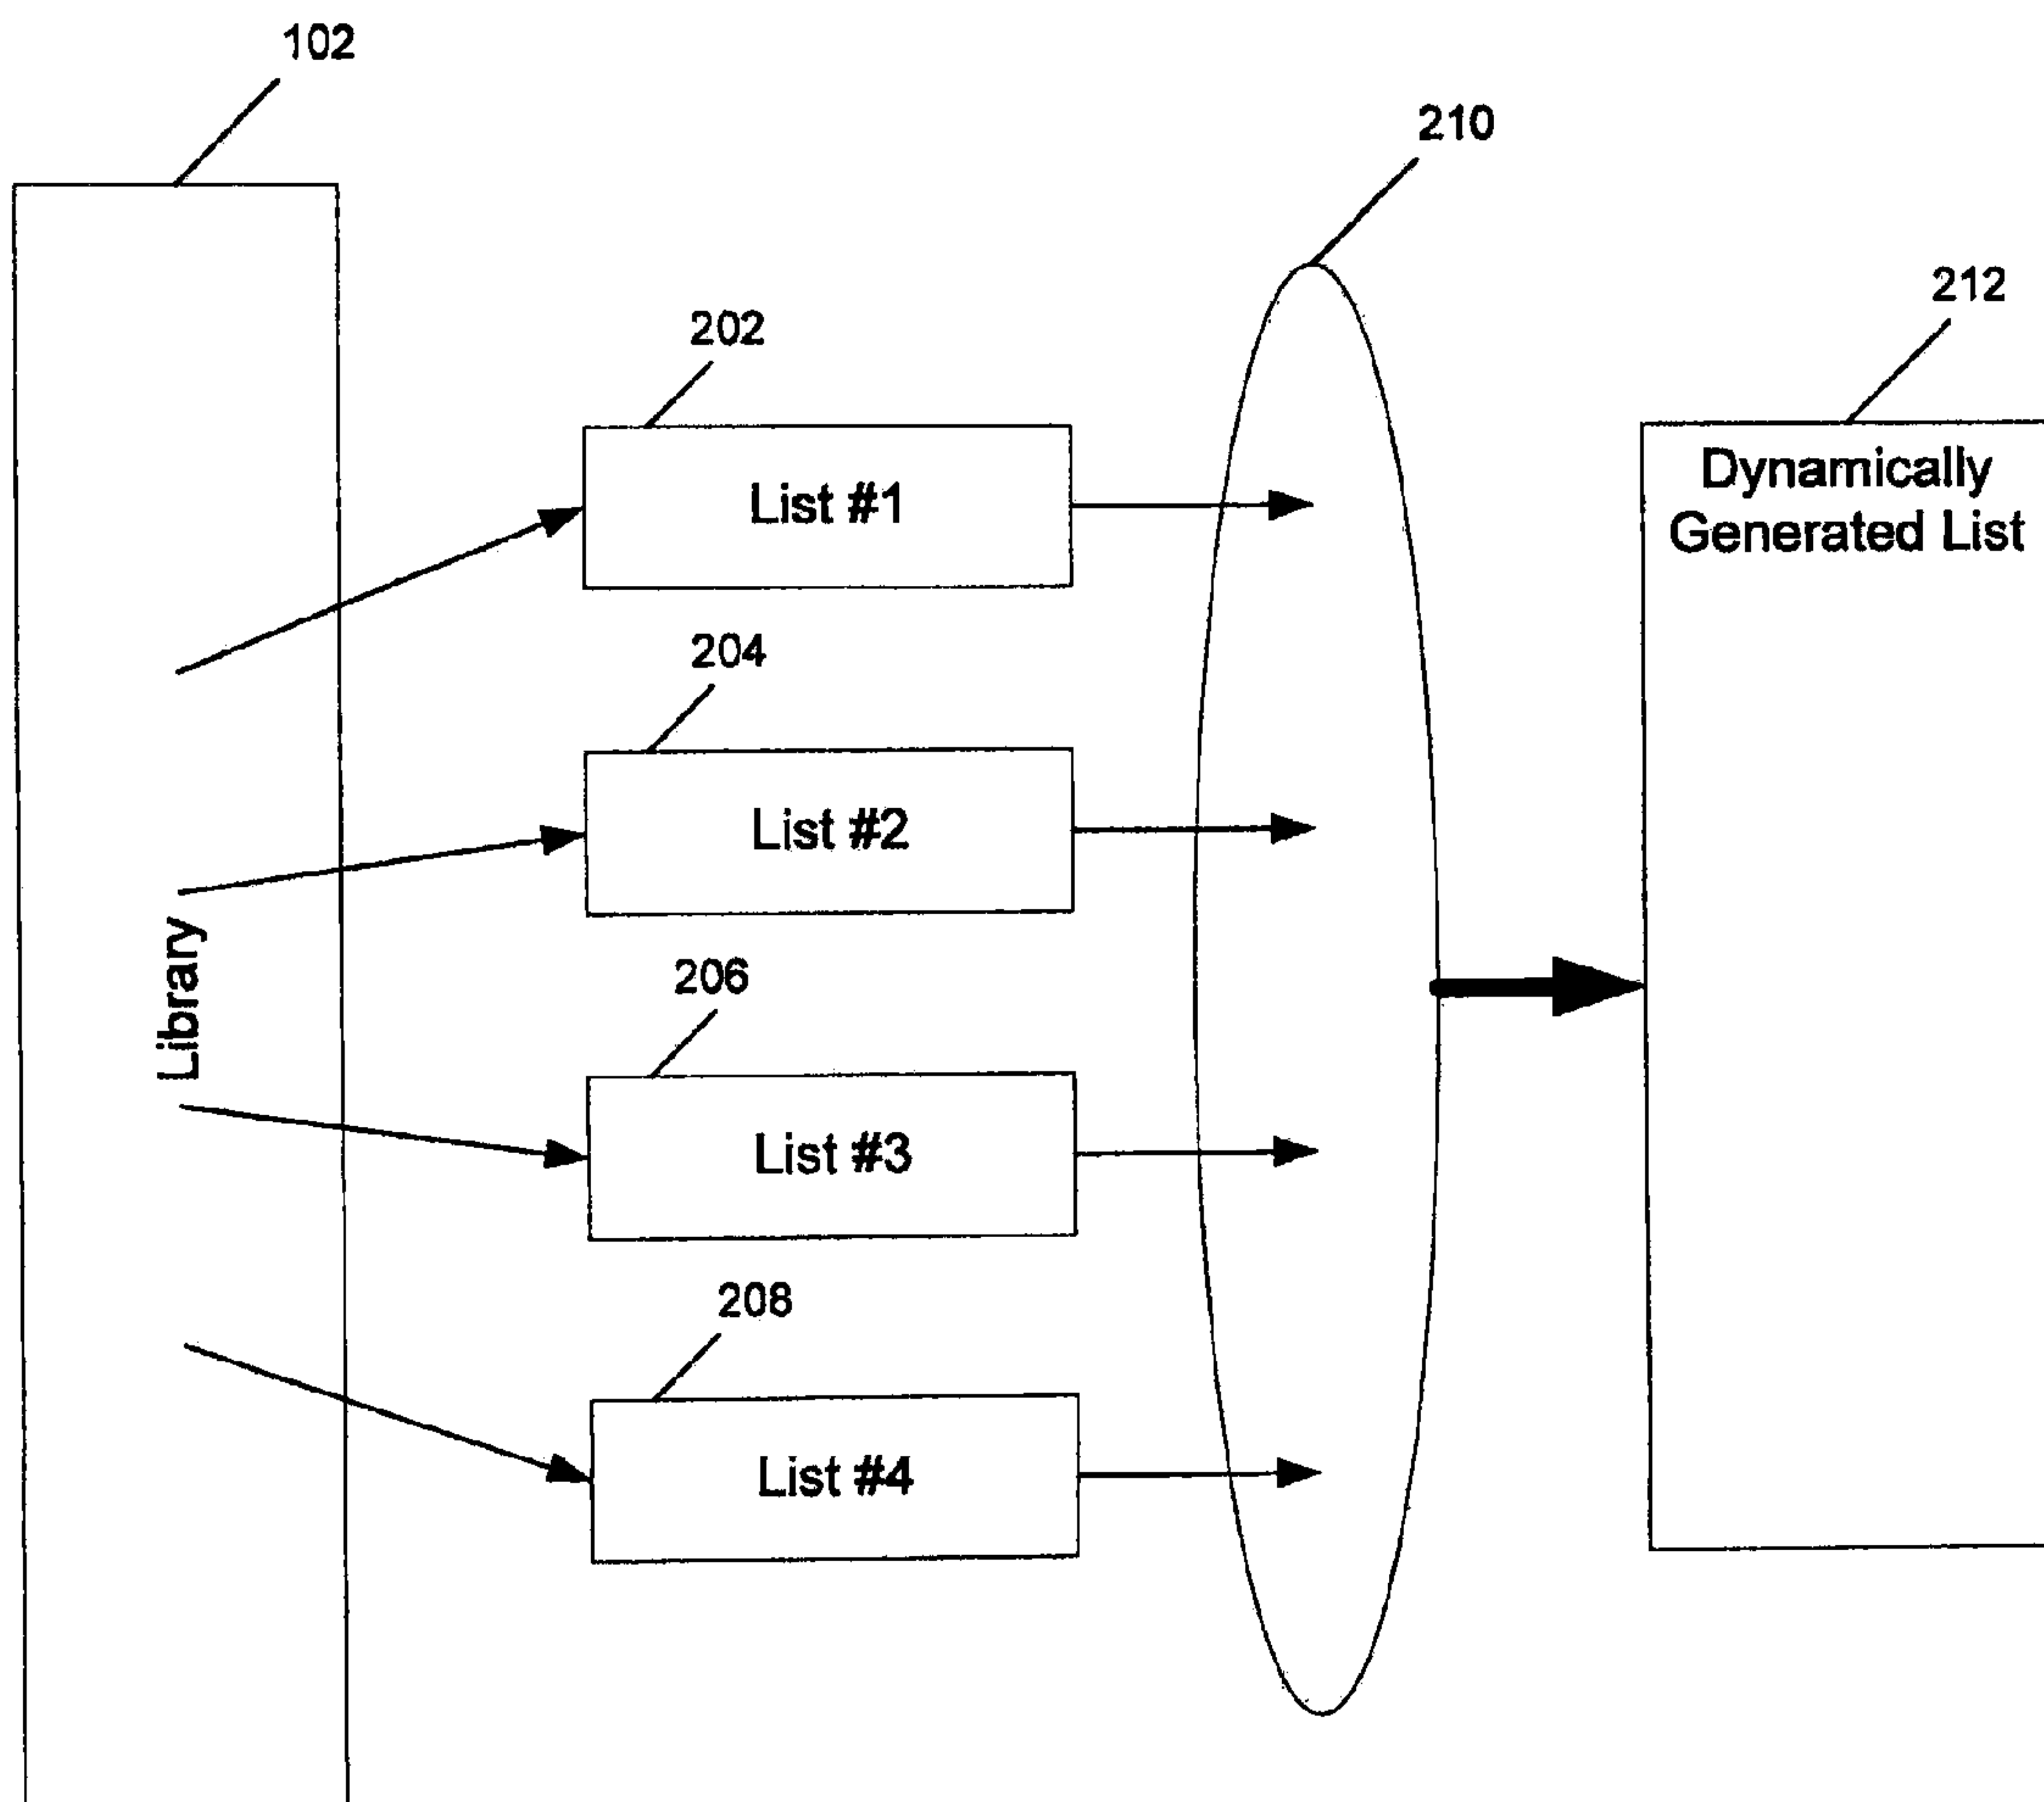 102
210
212
202
Dynamically
Generated List
List #1
204
List #2
Library
206
List #3
208
List #4